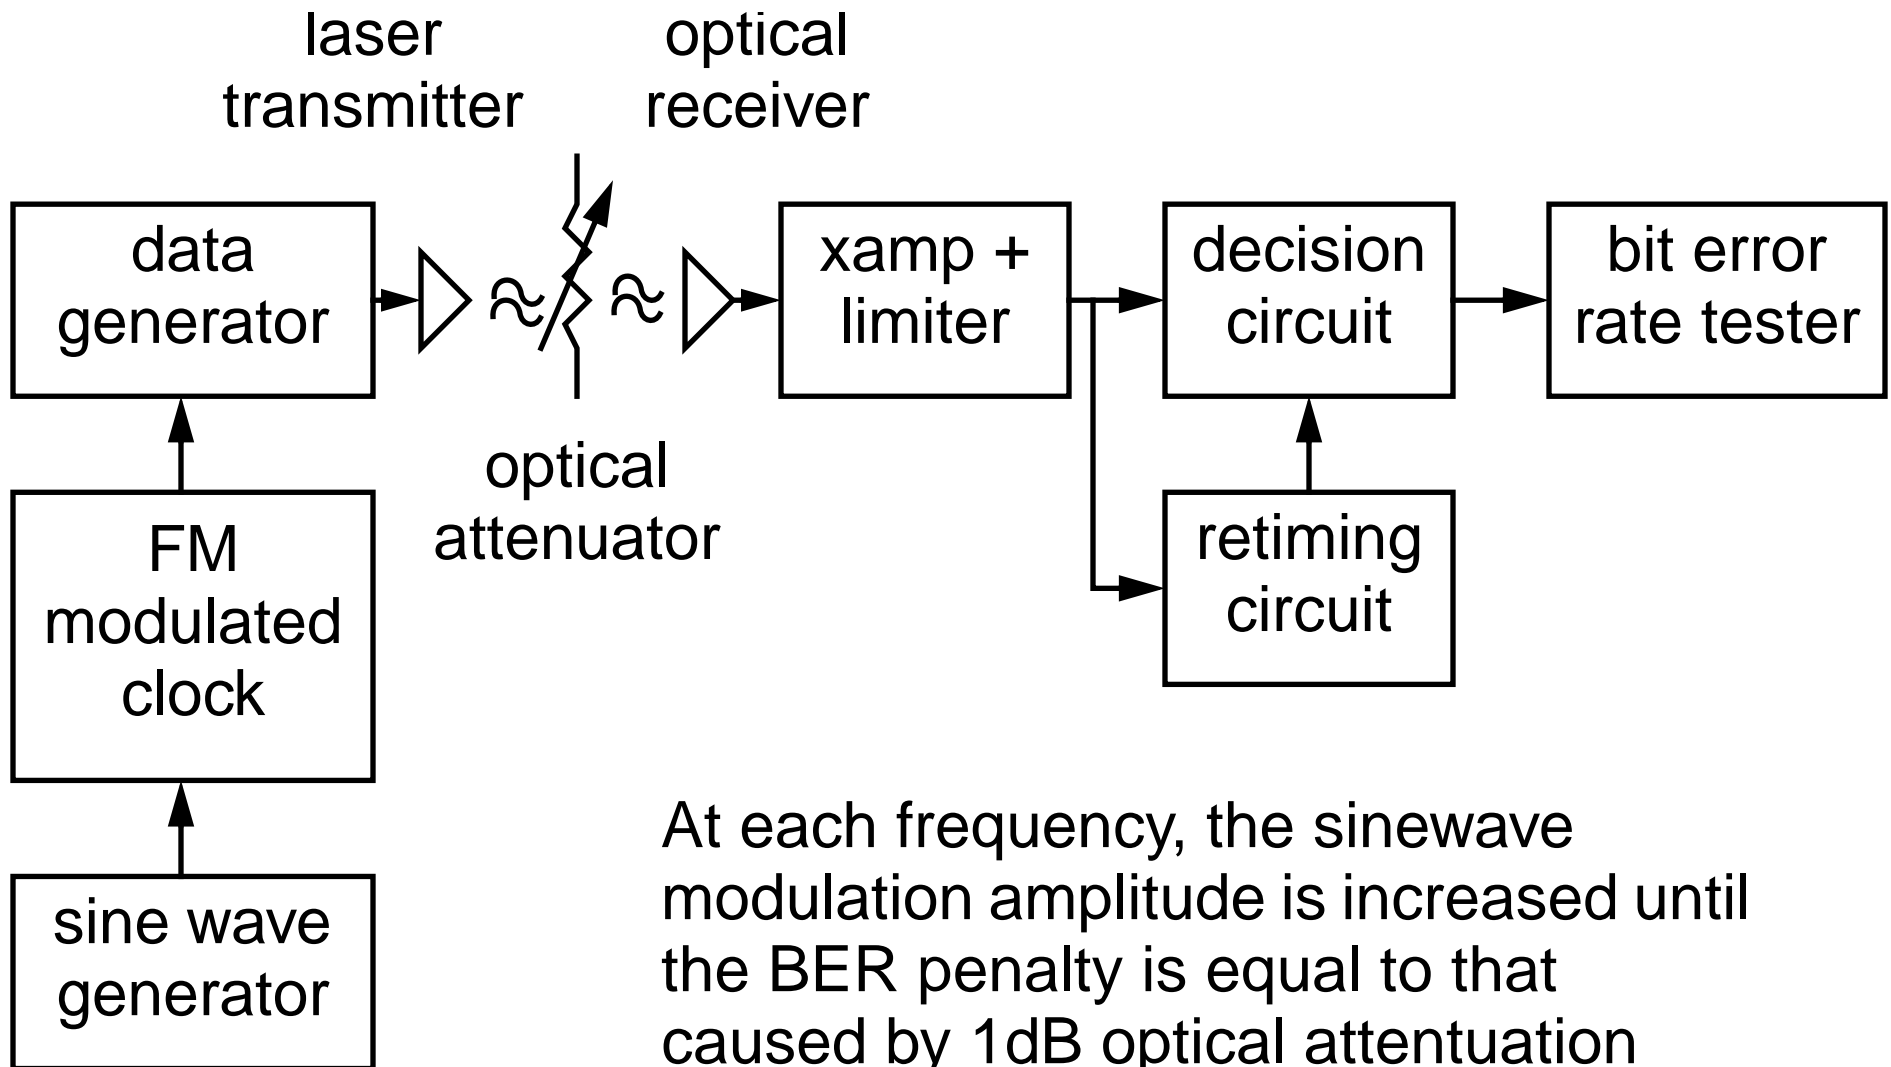 laser
transmitter
optical
receiver
data
generator
xamp +
limiter
decision
circuit
bit error
rate tester
optical
attenuator
FM
modulated
clock
retiming
circuit
sine wave
generator
At each frequency, the sinewave
modulation amplitude is increased until
the BER penalty is equal to that
caused by 1dB optical attentuation